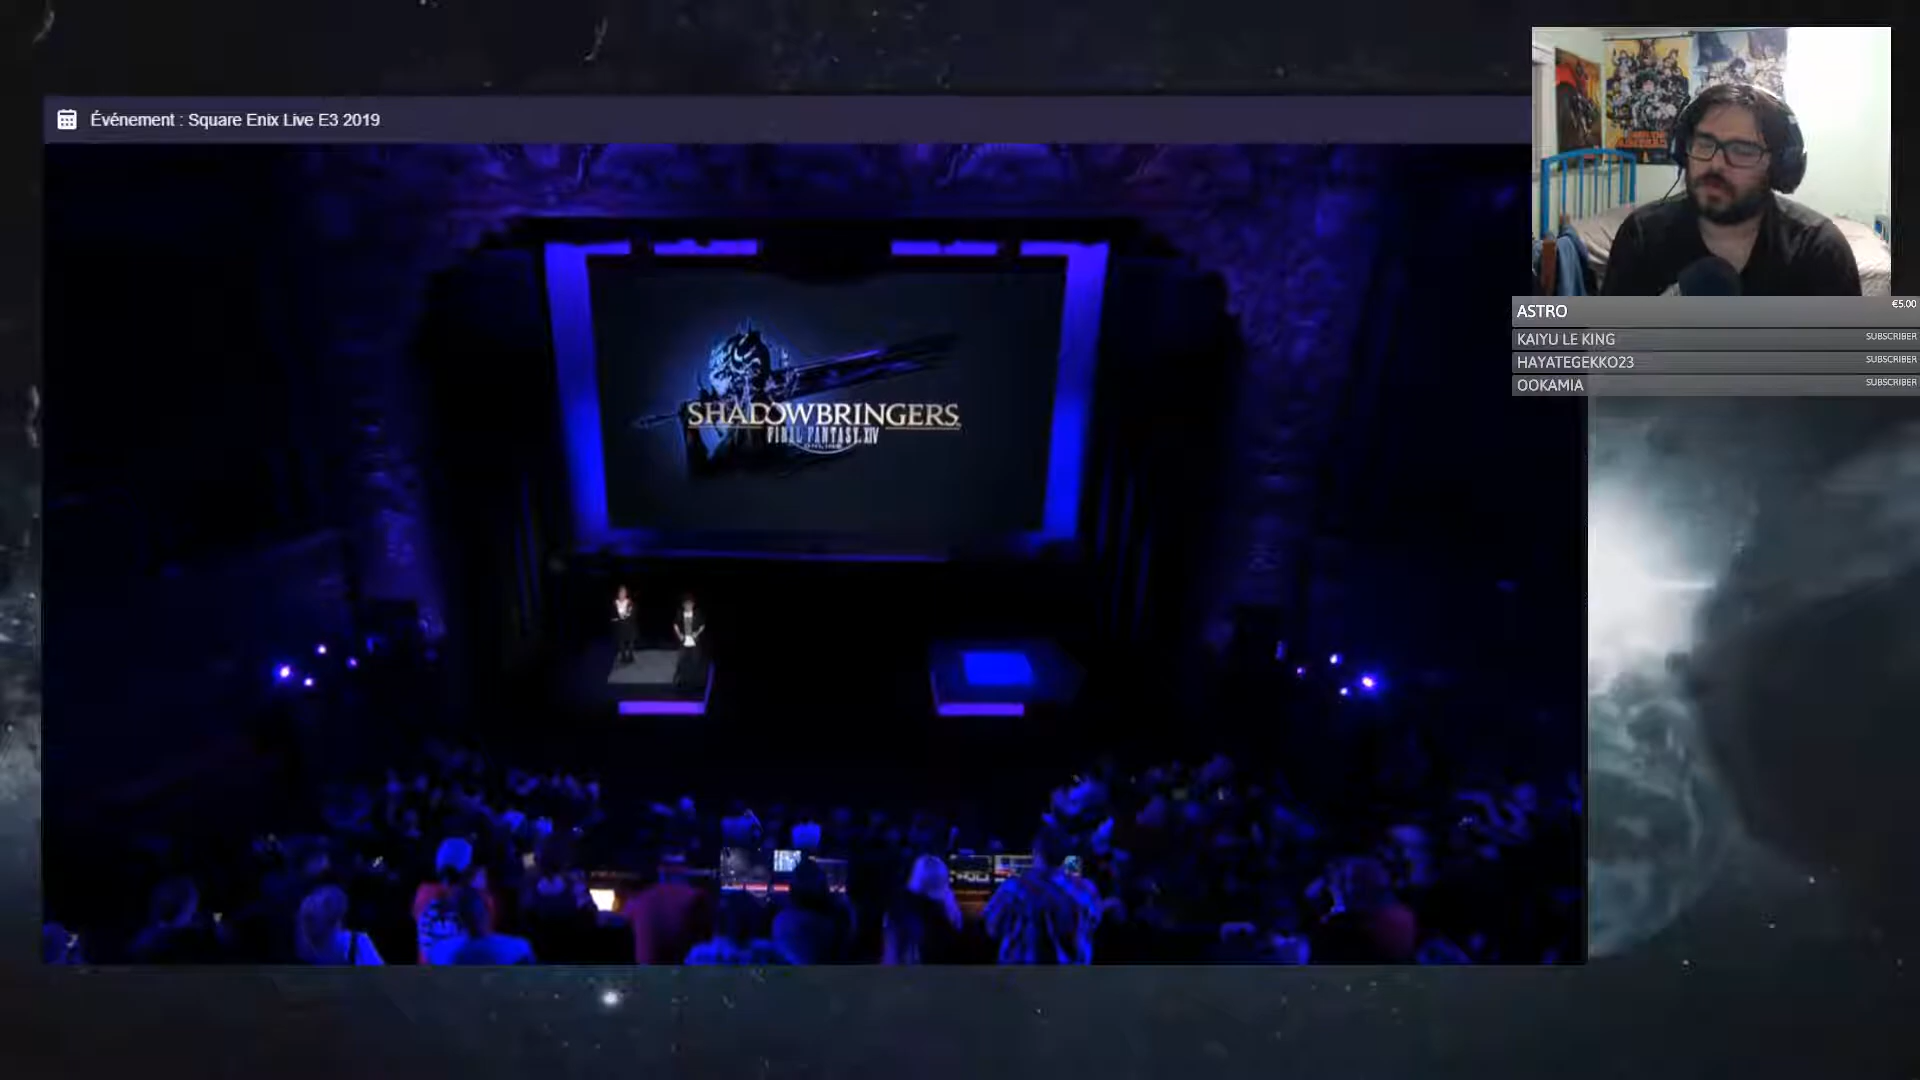 Événement : Square Enix Live E3 2019
SHADOWBRINGERS
FINAL FANTASY XIV
ONLINE
ASTRO €5.00
KAIYU LE KING SUBSCRIBER
HAYATEGEKKO23 SUBSCRIBER
OOKAMIA SUBSCRIBER